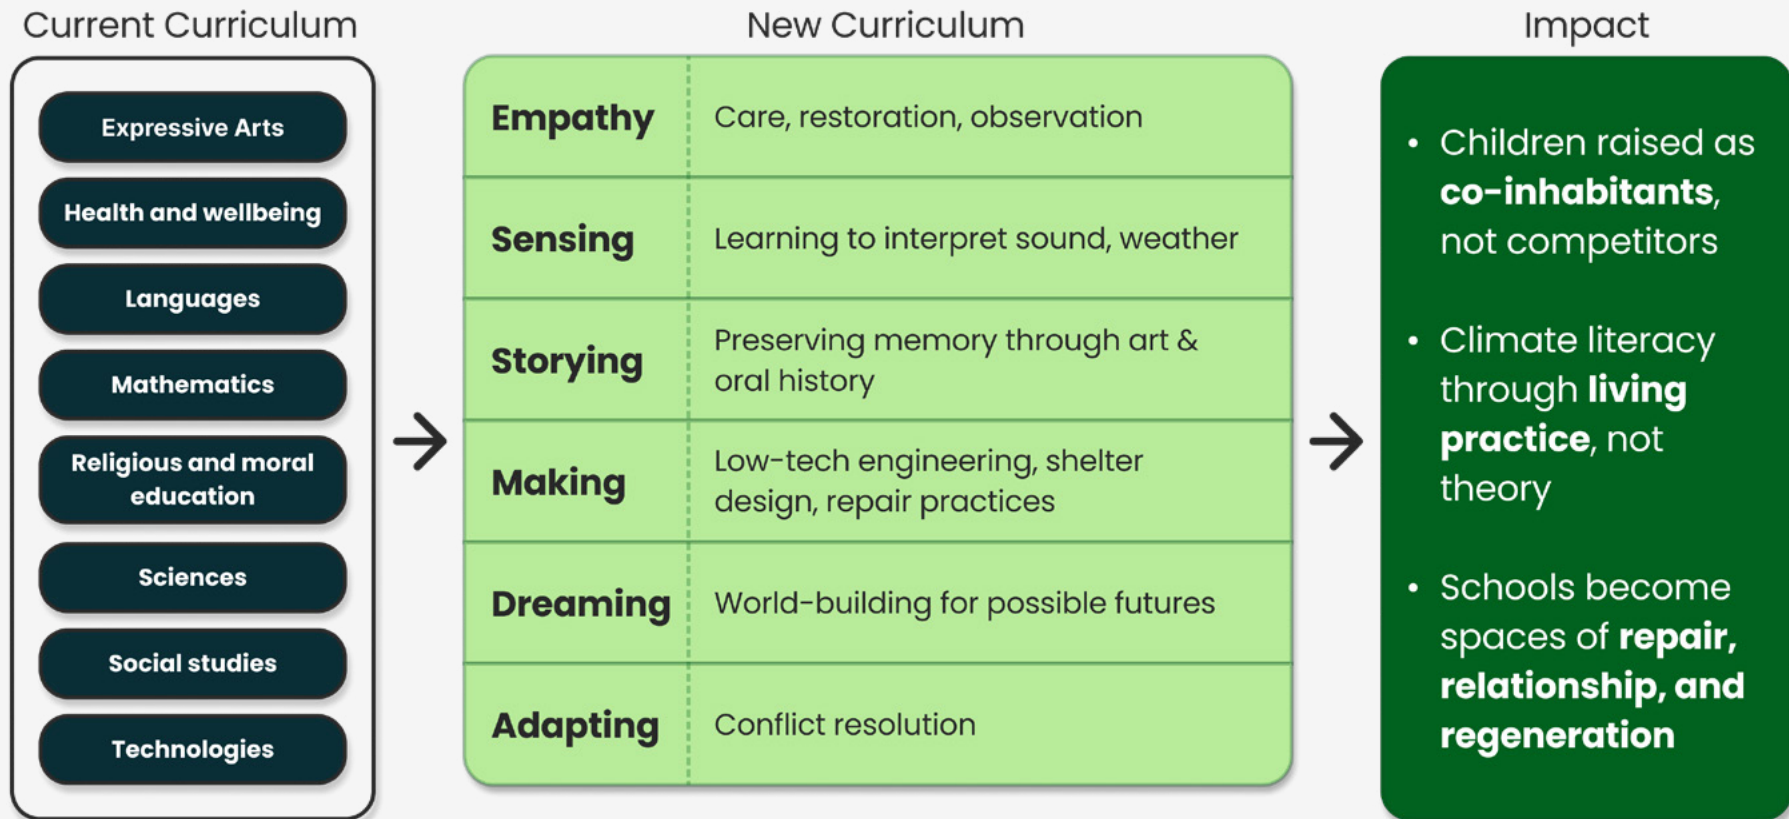 Current Curriculum
Expressive Arts
Health and wellbeing
Languages
Mathematics
Religious and moral
education
Sciences
Social studies
Technologies
New Curriculum
Empathy
Care, restoration, observation
Sensing
Learning to interpret sound, weather
Storying
Preserving memory through art &
oral history
Making
Low-tech engineering, shelter
design, repair practices
Dreaming
World-building for possible futures
Adapting
Conflict resolution
Impact
• Children raised as
co-inhabitants,
not competitors
• Climate literacy
through living
practice, not
theory
• Schools become
spaces of repair,
relationship, and
regeneration